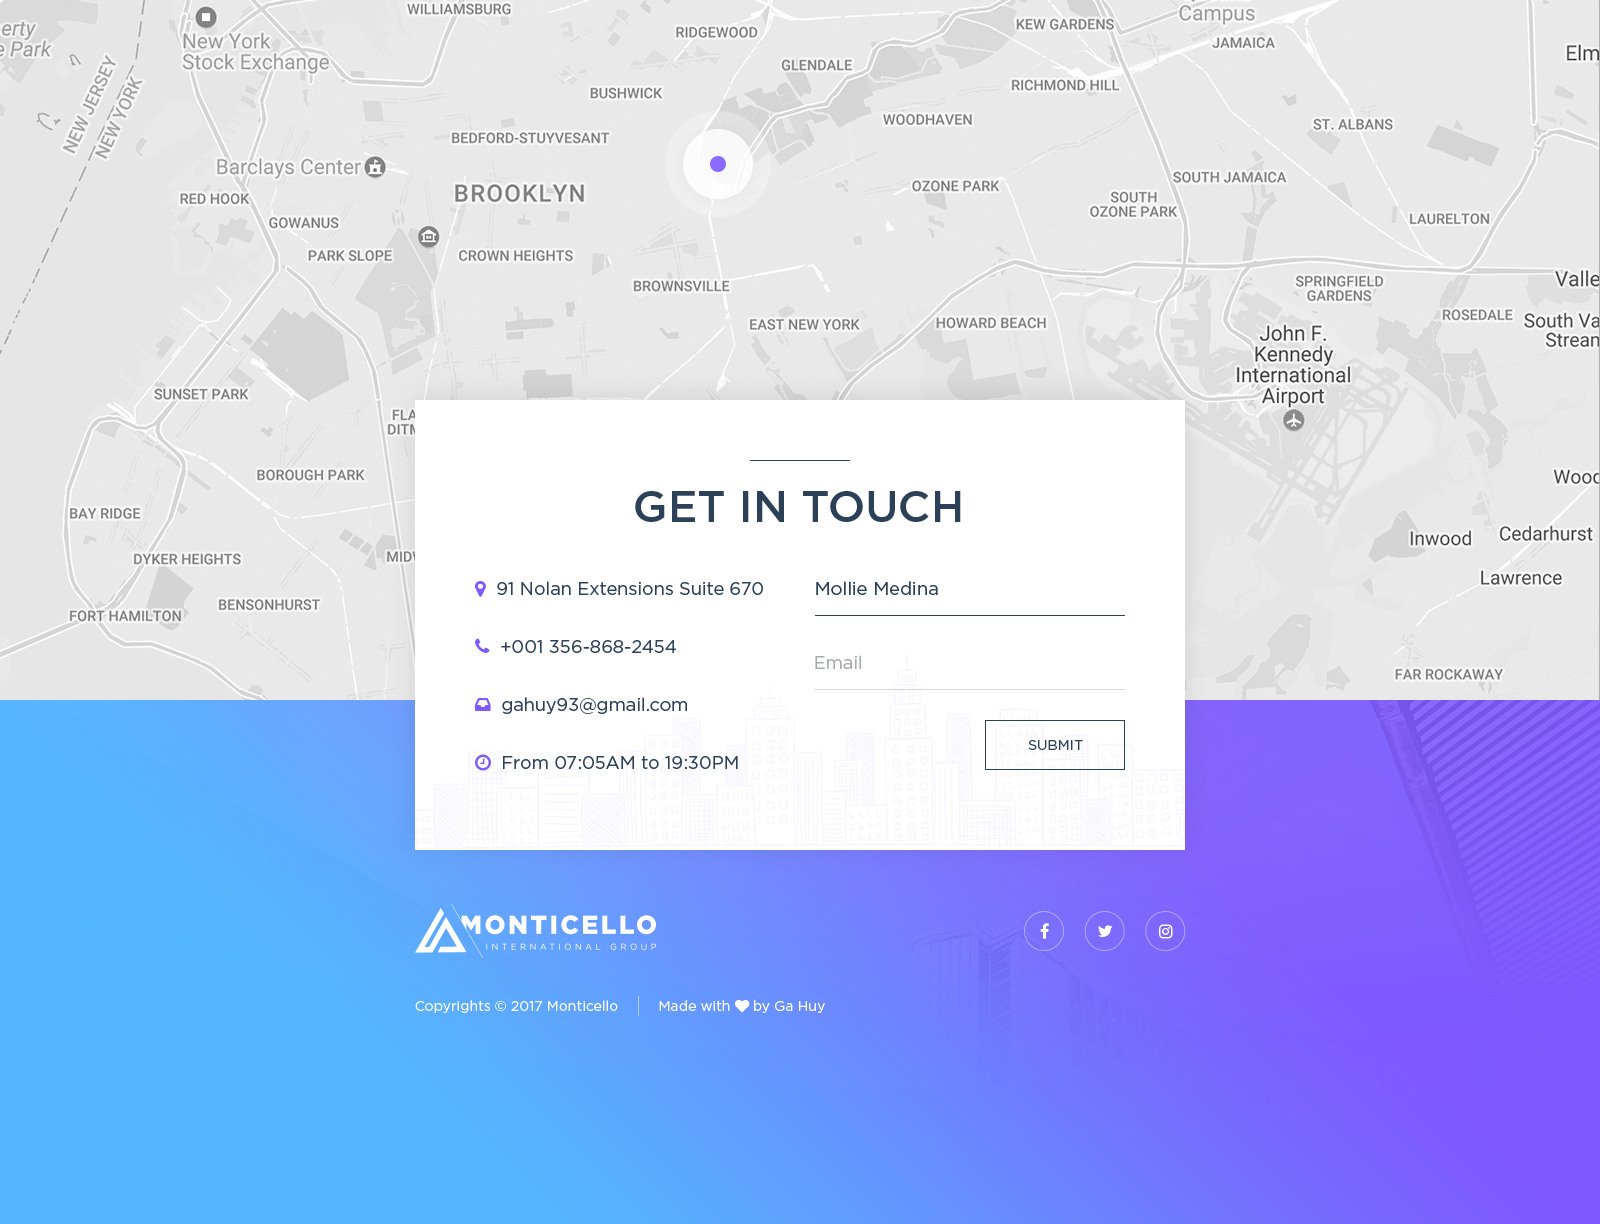 WILLIAMSBURG
Campus
erty
e Park
New York
Stock Exchange
RIDGEWOOD
KEW GARDENS
JAMAICA
Elm
GLENDALE
RICHMOND HILL
NEW JERSEY
NEW YORK
BUSHWICK
WOODHAVEN
ST. ALBANS
BEDFORD-STUYVESANT
Barclays Center
BROOKLYN
OZONE PARK
SOUTH JAMAICA
RED HOOK
SOUTH
OZONE PARK
GOWANUS
LAURELTON
PARK SLOPE
CROWN HEIGHTS
BROWNSVILLE
SPRINGFIELD
GARDENS
Valle
EAST NEW YORK
HOWARD BEACH
ROSEDALE
South Va
Strean
John F.
Kennedy
International
Airport
SUNSET PARK
FLA
DITM
BOROUGH PARK
Wood
BAY RIDGE
Inwood
Cedarhurst
DYKER HEIGHTS
MIDW
Lawrence
BENSONHURST
FORT HAMILTON
FAR ROCKAWAY
GET IN TOUCH
91 Nolan Extensions Suite 670
+001 356-868-2454
gahuy93@gmail.com
From 07:05AM to 19:30PM
Mollie Medina
Email
SUBMIT
MONTICELLO
INTERNATIONAL GROUP
Copyrights © 2017 Monticello
Made with ♥ by Ga Huy